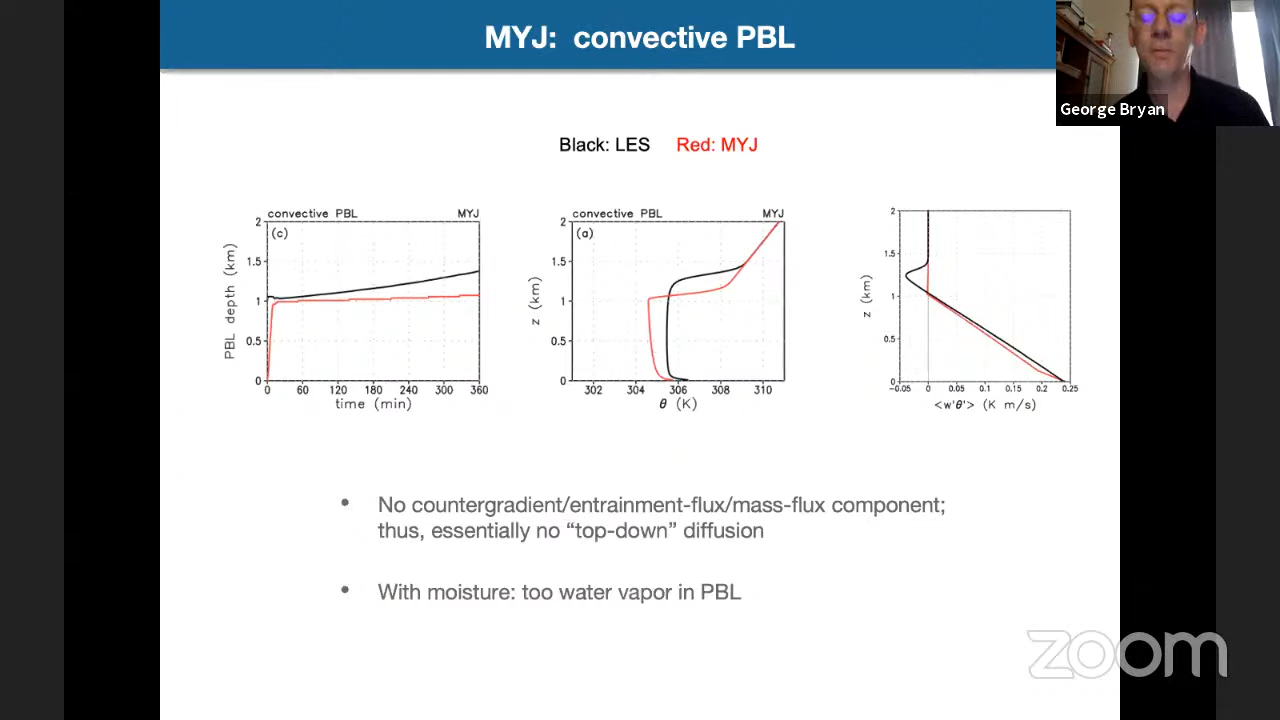 MYJ: convective PBL
George Bryan
Black: LES Red: MYJ
convective PBL MYJ
(c)
PBL depth (km)
2
1.5
1
0.5
0
0 60 120 180 240 300 360
time (min)
convective PBL MYJ
(a)
z (km)
2
1.5
1
0.5
0
302 304 306 308 310
θ (K)
z (km)
2
1.5
1
0.5
0
-0.05 0 0.05 0.1 0.15 0.2 0.25
<w'θ'> (K m/s)
• No countergradient/entrainment-flux/mass-flux component;
thus, essentially no “top-down” diffusion
• With moisture: too water vapor in PBL
zoom